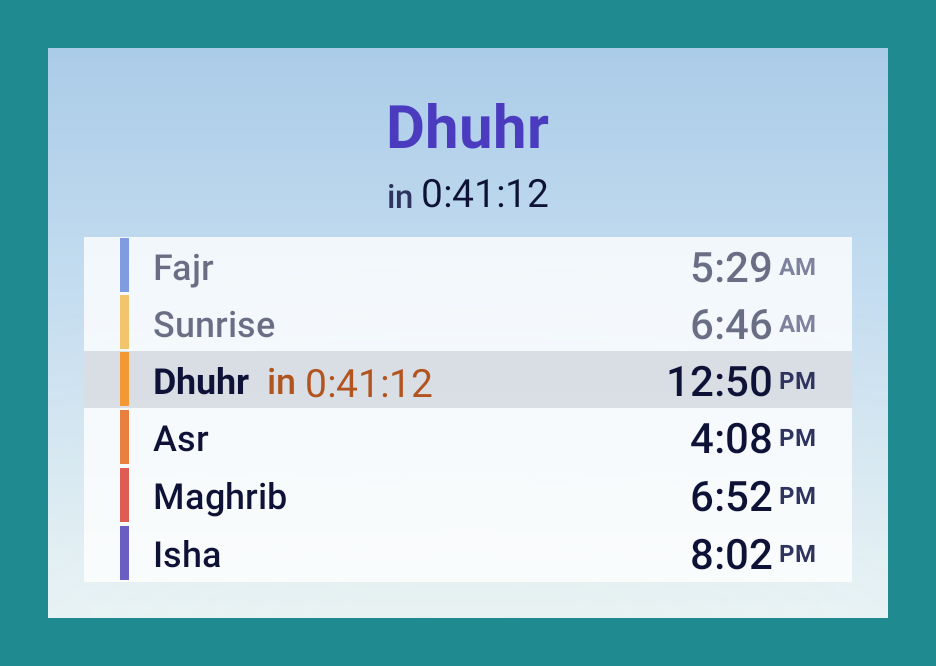 Dhuhr
in 0:41:12
Fajr 5:29 AM
Sunrise 6:46 AM
Dhuhr in 0:41:12 12:50 PM
Asr 4:08 PM
Maghrib 6:52 PM
Isha 8:02 PM